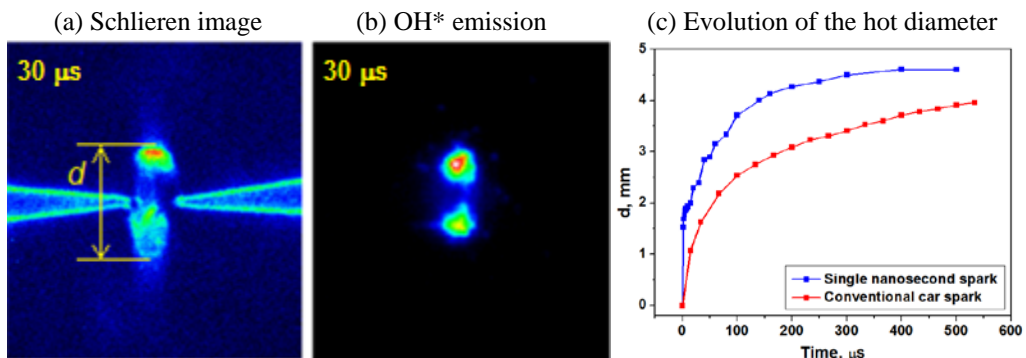 (a) Schlieren image
(b) OH* emission
(c) Evolution of the hot diameter
30 µs
d
30 µs
d, mm
5
4
3
2
1
0
Single nanosecond spark
Conventional car spark
0 100 200 300 400 500 600
Time, µs